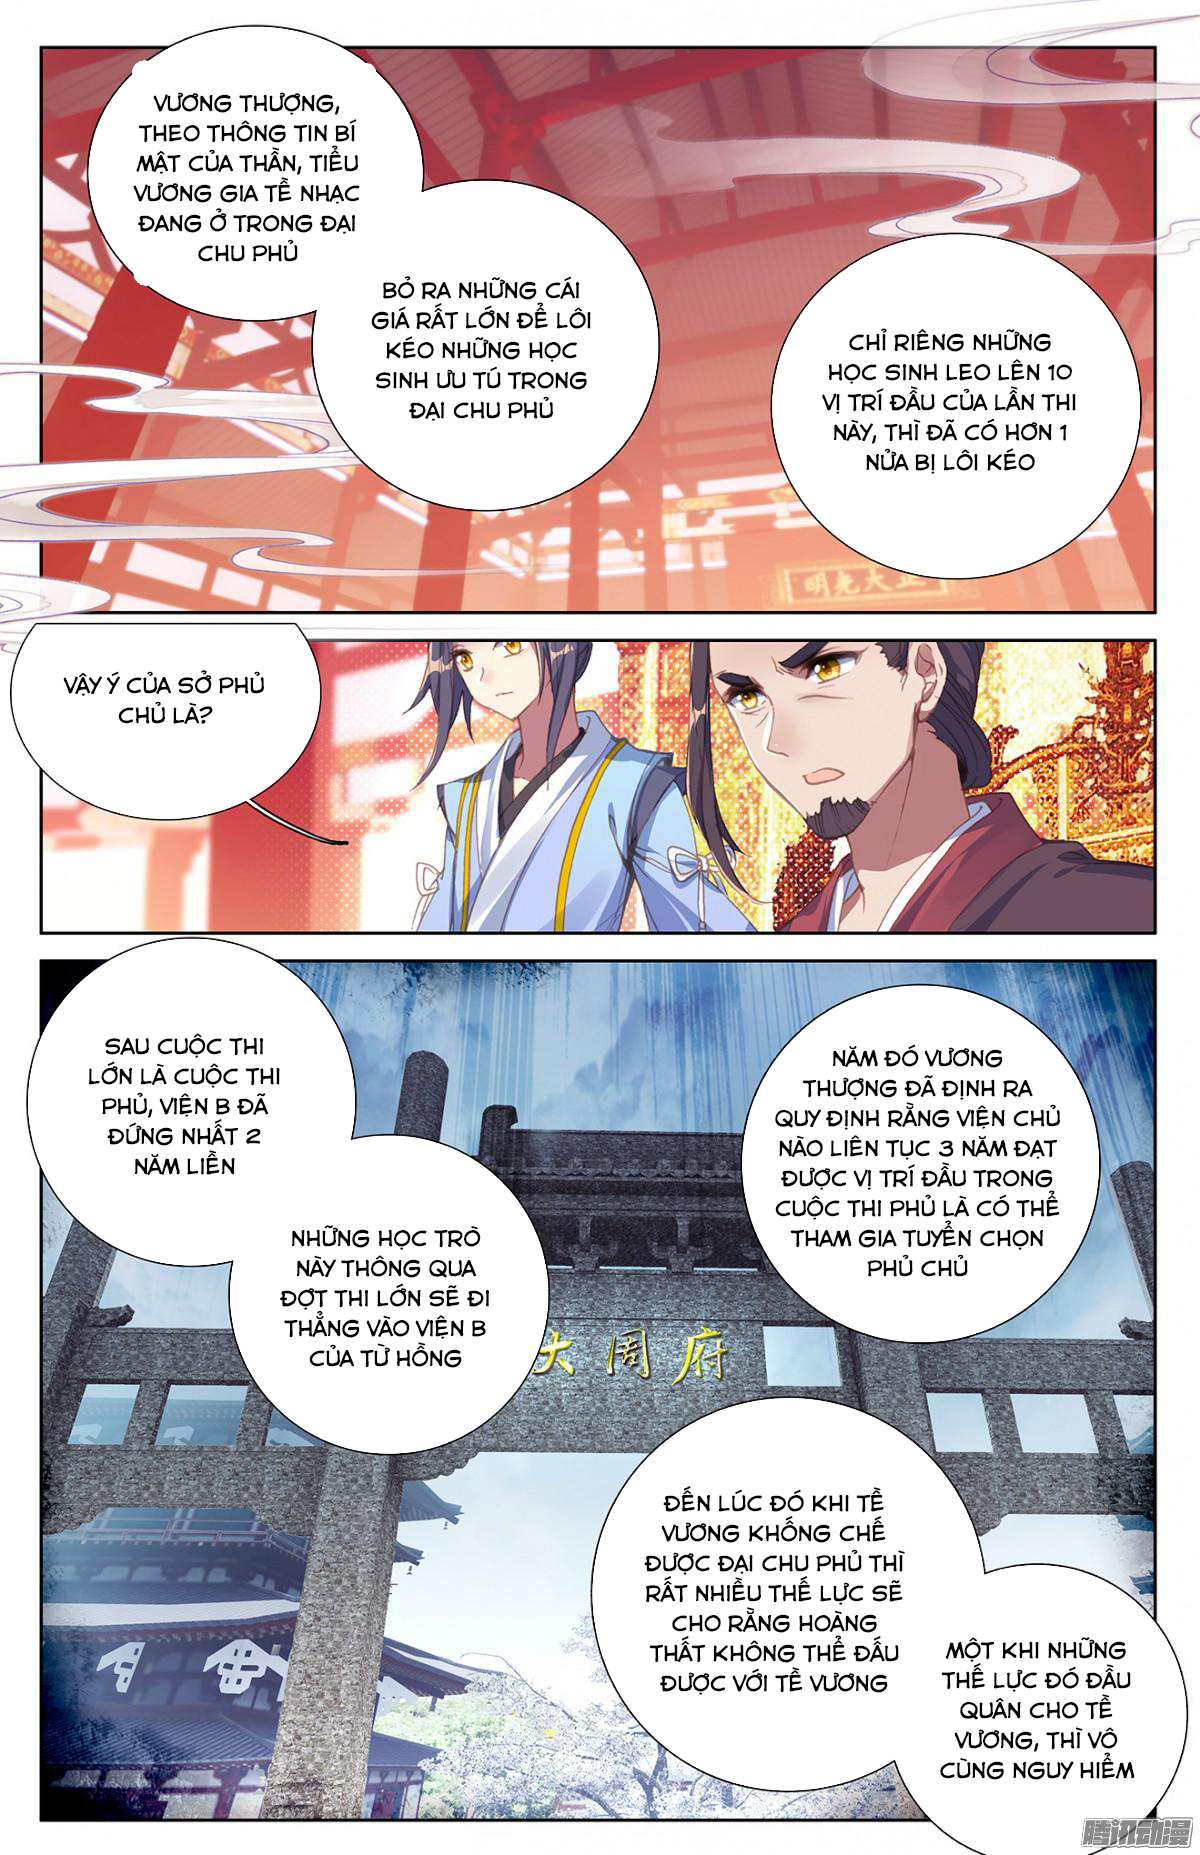 VƯƠNG THƯỢNG,
THEO THÔNG TIN BÍ
MẬT CỦA THẦN, TIỂU
VƯƠNG GIA TỀ NHẠC
ĐANG Ở TRONG ĐẠI
CHU PHỦ
BỎ RA NHỮNG CÁI
GIÁ RẤT LỚN ĐỂ LÔI
KÉO NHỮNG HỌC
SINH ƯU TÚ TRONG
ĐẠI CHU PHỦ
CHỈ RIÊNG NHỮNG
HỌC SINH LEO LÊN 10
VỊ TRÍ ĐẦU CỦA LẦN THI
NÀY, THÌ ĐÃ CÓ HƠN 1
NỬA BỊ LÔI KÉO
明光大正
VẬY Ý CỦA SỞ PHỦ
CHỦ LÀ?
SAU CUỘC THI
LỚN LÀ CUỘC THI
PHỦ, VIỆN B ĐÃ
ĐỨNG NHẤT 2
NĂM LIỀN
NĂM ĐÓ VƯƠNG
THƯỢNG ĐÃ ĐỊNH RA
QUY ĐỊNH RẰNG VIỆN CHỦ
NÀO LIÊN TỤC 3 NĂM ĐẠT
ĐƯỢC VỊ TRÍ ĐẦU TRONG
CUỘC THI PHỦ LÀ CÓ THỂ
THAM GIA TUYỂN CHỌN
PHỦ CHỦ
NHỮNG HỌC TRÒ
NÀY THÔNG QUA
ĐỢT THI LỚN SẼ ĐI
THẲNG VÀO VIỆN B
CỦA TỪ HỒNG
大周府
ĐẾN LÚC ĐÓ KHI TỀ
VƯƠNG KHỐNG CHẾ
ĐƯỢC ĐẠI CHU PHỦ THÌ
RẤT NHIỀU THẾ LỰC SẼ
CHO RẰNG HOÀNG
THẤT KHÔNG THỂ ĐẤU
ĐƯỢC VỚI TỀ VƯƠNG
MỘT KHI NHỮNG
THẾ LỰC ĐÓ ĐẦU
QUÂN CHO TỀ
VƯƠNG, THÌ VÔ
CÙNG NGUY HIỂM
腾讯动漫